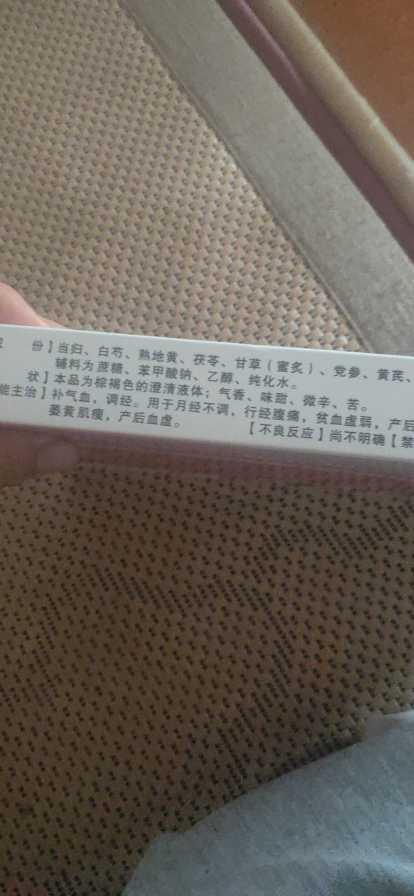 份】当归、白芍、熟地黄、茯苓、甘草(蜜炙)、党参、黄芪、
辅料为蔗糖、苯甲酸钠、乙醇、纯化水。
状】本品为棕褐色的澄清液体;气香、味甜、微辛、苦。
能主治】补气血,调经。用于月经不调,行经腹痛,贫血虚弱,产后
萎黄肌瘦,产后血虚。 【不良反应】尚不明确【禁